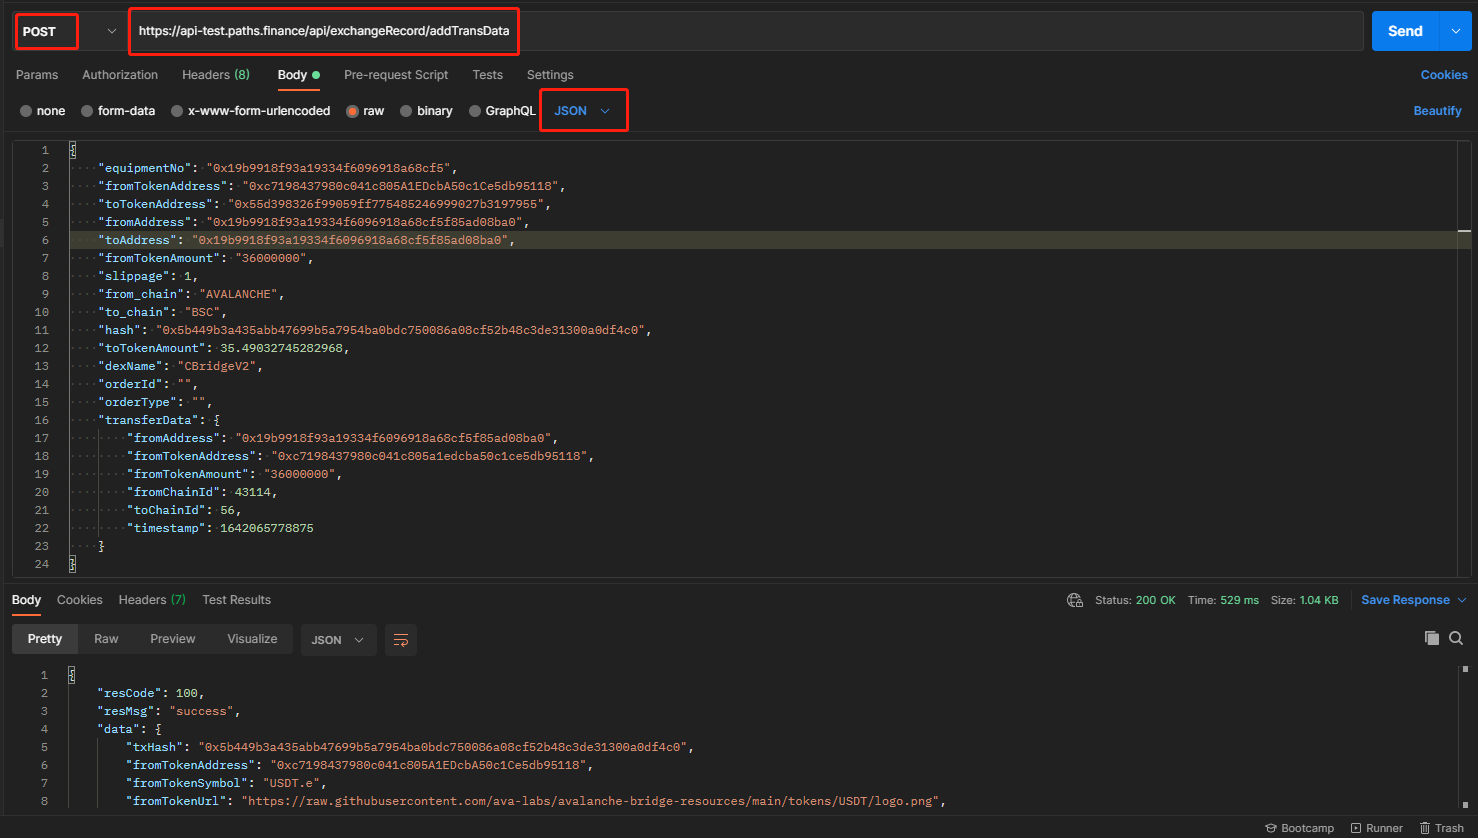 POST https://api-test.paths.finance/api/exchangeRecord/addTransData Send
Params Authorization Headers (8) Body Pre-request Script Tests Settings Cookies
none form-data x-www-form-urlencoded raw binary GraphQL JSON Beautify
1 {
2 "equipmentNo": "0x19b9918f93a19334f6096918a68cf5",
3 "fromTokenAddress": "0xc7198437980c041c805A1EDcbA50c1Ce5db95118",
4 "toTokenAddress": "0x55d398326f99059ff775485246999027b3197955",
5 "fromAddress": "0x19b9918f93a19334f6096918a68cf5f85ad08ba0",
6 "toAddress": "0x19b9918f93a19334f6096918a68cf5f85ad08ba0",
7 "fromTokenAmount": "36000000",
8 "slippage": 1,
9 "from_chain": "AVALANCHE",
10 "to_chain": "BSC",
11 "hash": "0x5b449b3a435abb47699b5a7954ba0bdc750086a08cf52b48c3de31300a0df4c0",
12 "toTokenAmount": 35.49032745282968,
13 "dexName": "CBridgeV2",
14 "orderId": "",
15 "orderType": "",
16 "transferData": {
17 "fromAddress": "0x19b9918f93a19334f6096918a68cf5f85ad08ba0",
18 "fromTokenAddress": "0xc7198437980c041c805a1edcba50c1ce5db95118",
19 "fromTokenAmount": "36000000",
20 "fromChainId": 43114,
21 "toChainId": 56,
22 "timestamp": 1642065778875
23 }
24 }
Body Cookies Headers (7) Test Results Status: 200 OK Time: 529 ms Size: 1.04 KB Save Response
Pretty Raw Preview Visualize JSON
1 {
2 "resCode": 100,
3 "resMsg": "success",
4 "data": {
5 "txHash": "0x5b449b3a435abb47699b5a7954ba0bdc750086a08cf52b48c3de31300a0df4c0",
6 "fromTokenAddress": "0xc7198437980c041c805A1EDcbA50c1Ce5db95118",
7 "fromTokenSymbol": "USDT.e",
8 "fromTokenUrl": "https://raw.githubusercontent.com/ava-labs/avalanche-bridge-resources/main/tokens/USDT/logo.png",
Bootcamp Runner Trash